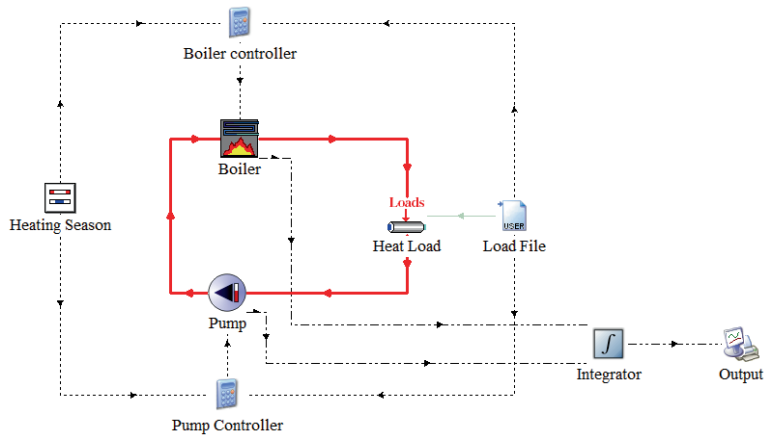 Boiler controller
Boiler
Loads
Heating Season
Heat Load
USER
Load File
Pump
Integrator
Output
Pump Controller